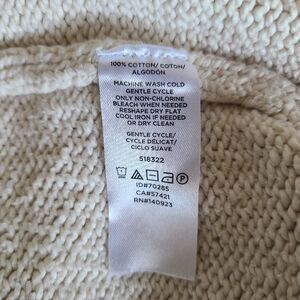 100% COTTON/ COTON/
ALGODÓN
MACHINE WASH COLD
GENTLE CYCLE
ONLY NON-CHLORINE
BLEACH WHEN NEEDED
RESHAPE DRY FLAT
COOL IRON IF NEEDED
OR DRY CLEAN
GENTLE CYCLE/
CYCLE DÉLICAT/
CICLO SUAVE
518322
P
ID#70285
CA#57421
RN#140923